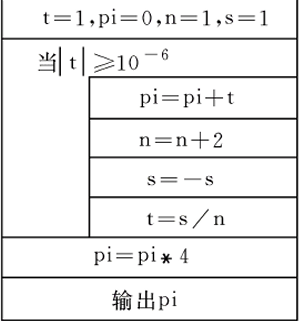 t=1,pi=0,n=1,s=1
当|t|≥10⁻⁶
pi=pi+t
n=n+2
s=-s
t=s/n
pi=pi*4
输出pi